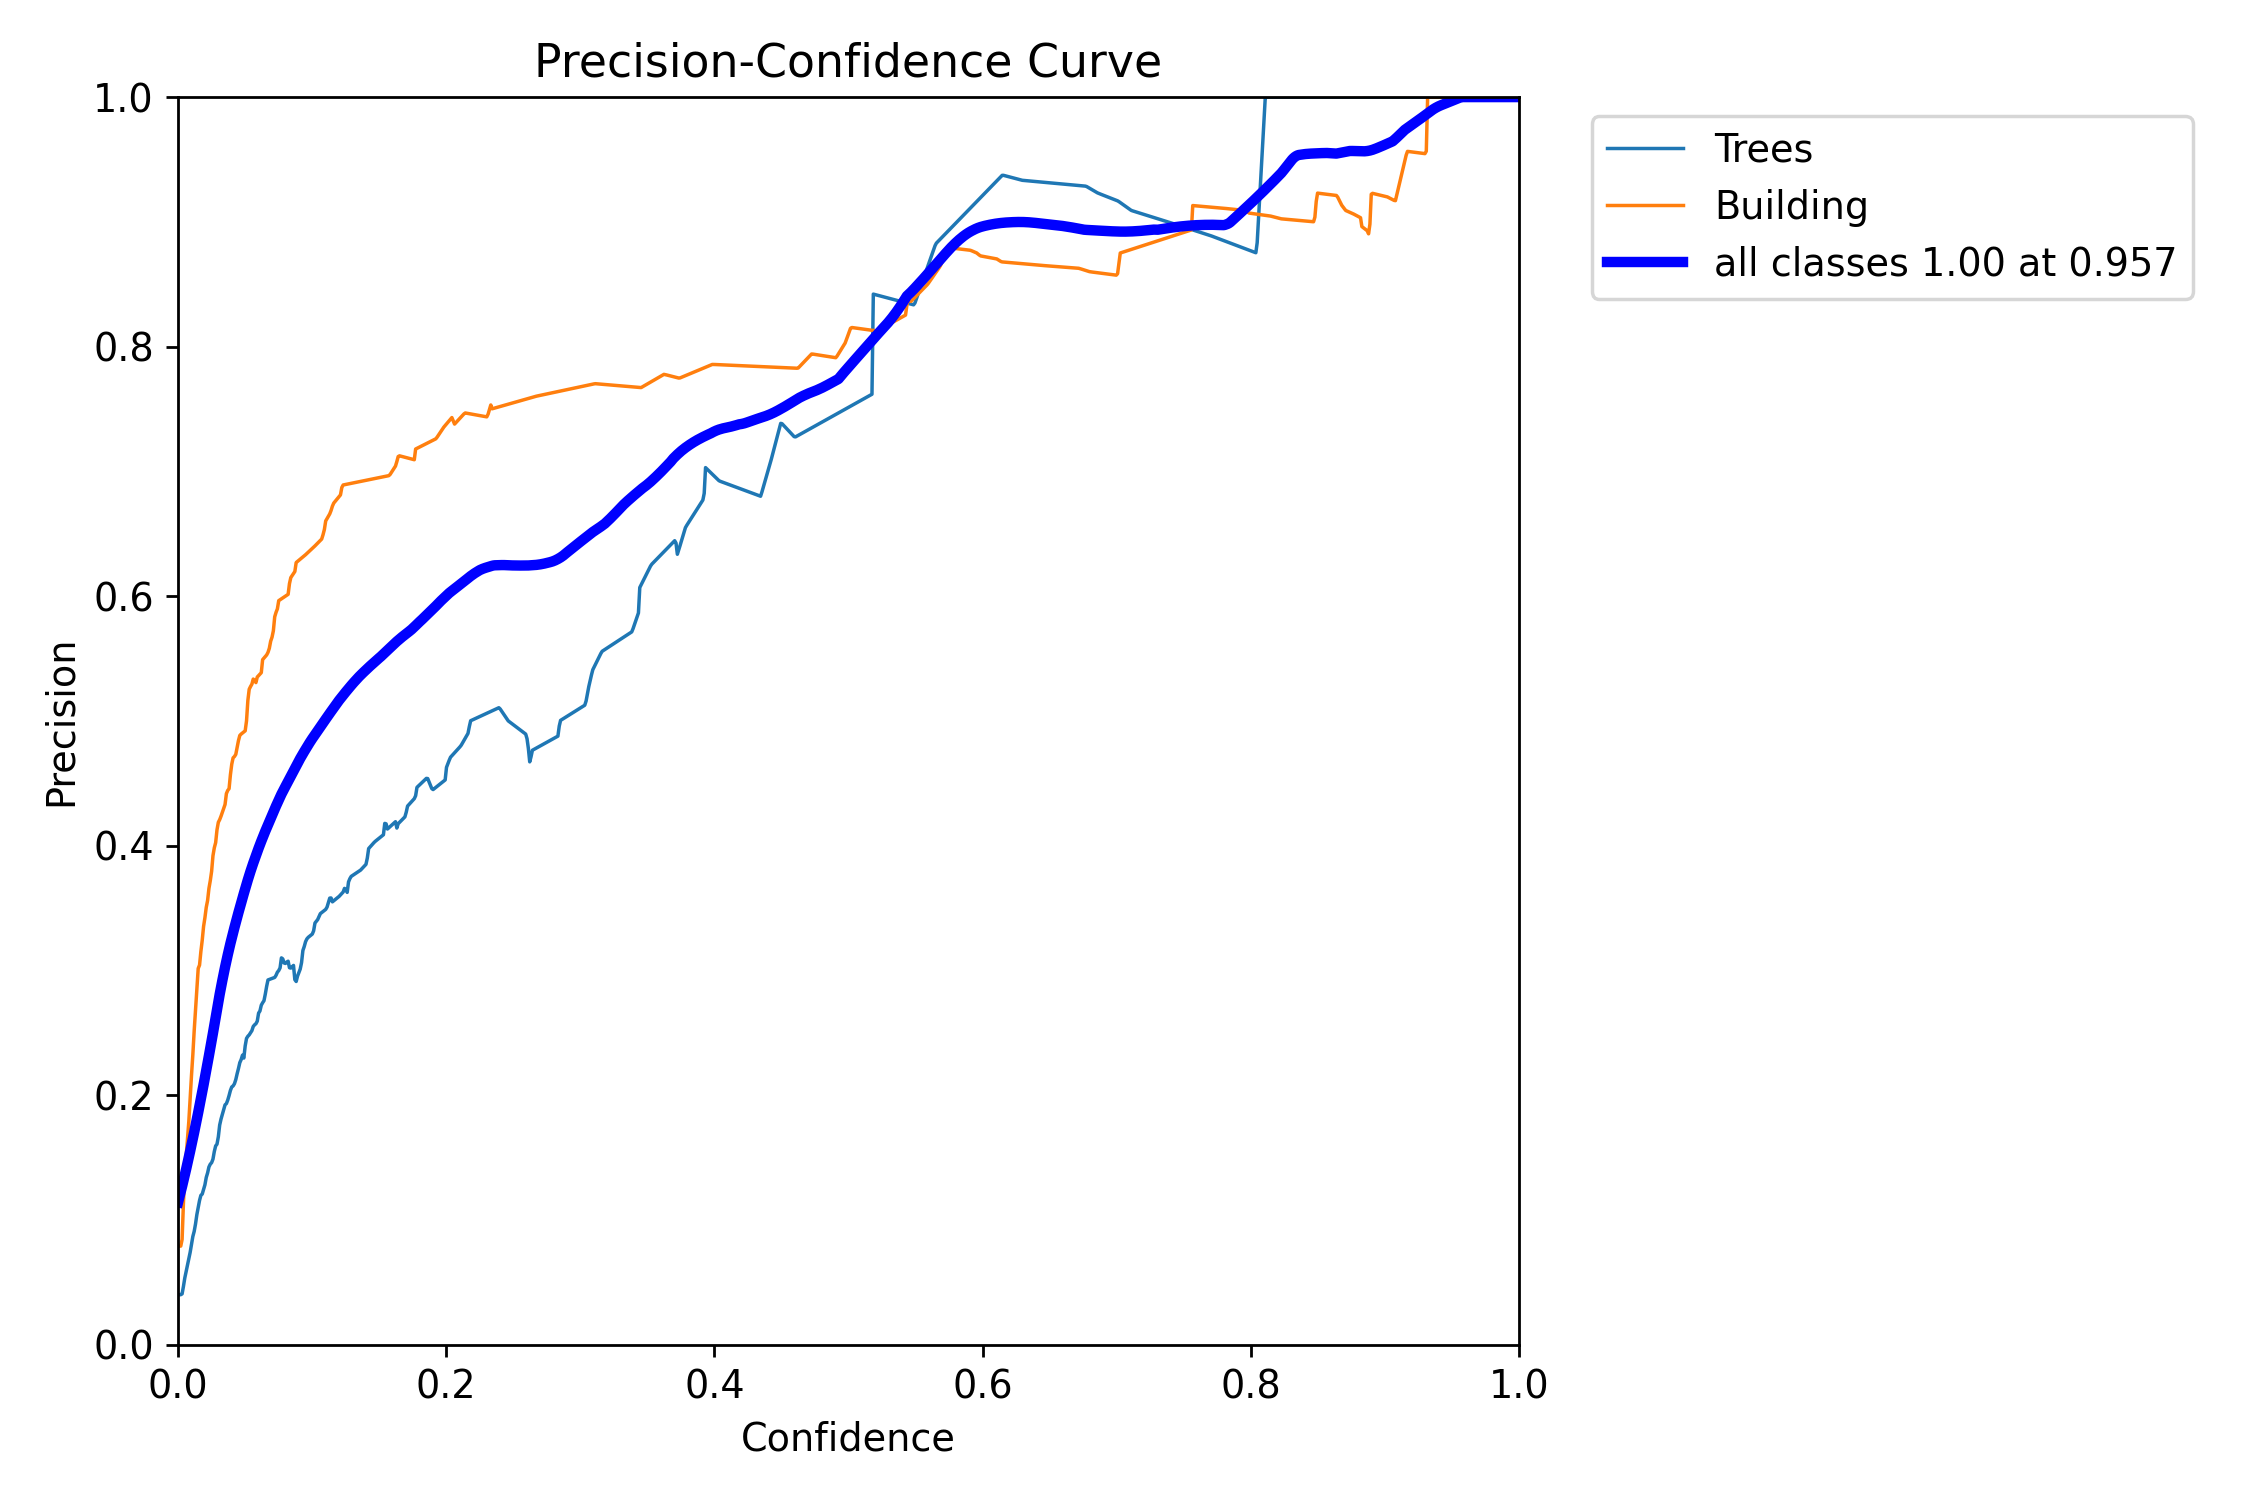 Precision-Confidence Curve
1.0
0.8
0.6
0.4
0.2
0.0
Precision
0.0 0.2 0.4 0.6 0.8 1.0
Confidence
Trees
Building
all classes 1.00 at 0.957